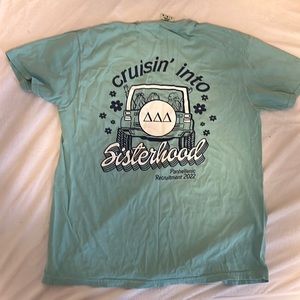 cruisin' into
ΔΔΔ
Sisterhood
Panhellenic
Recruitment 2022